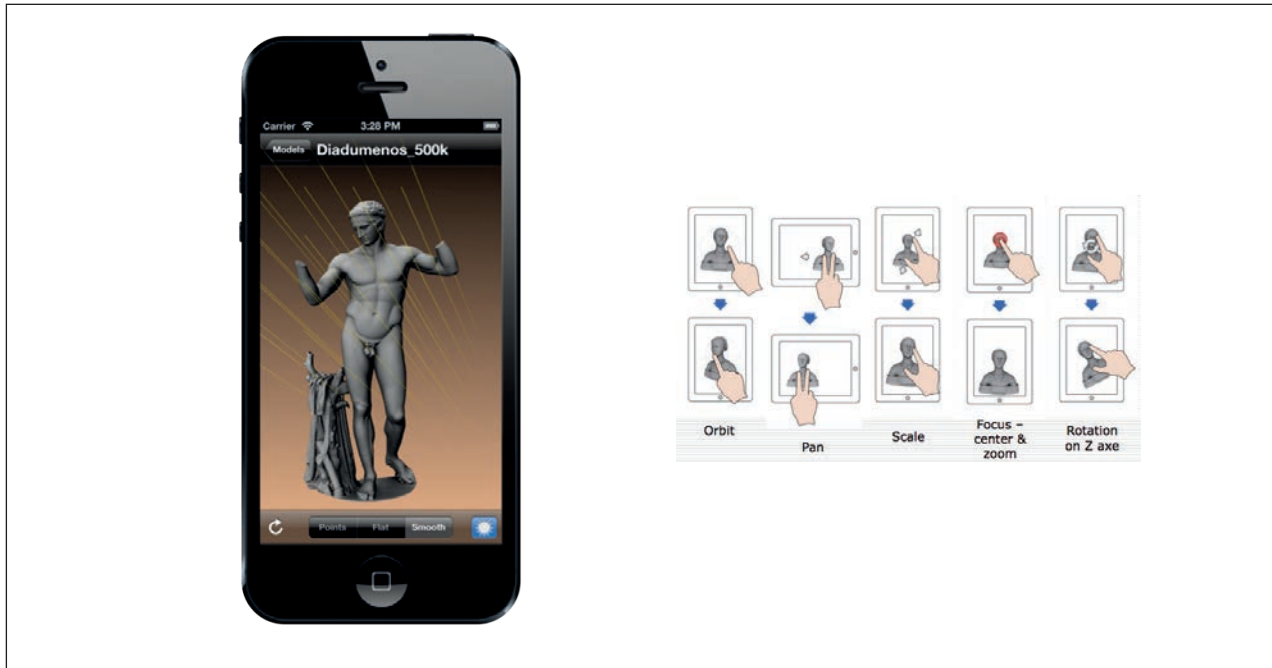 Carrier 3:28 PM
Models Diadumenos_500k
Points Flat Smooth
Orbit
Pan
Scale
Focus –
center &
zoom
Rotation
on Z axe